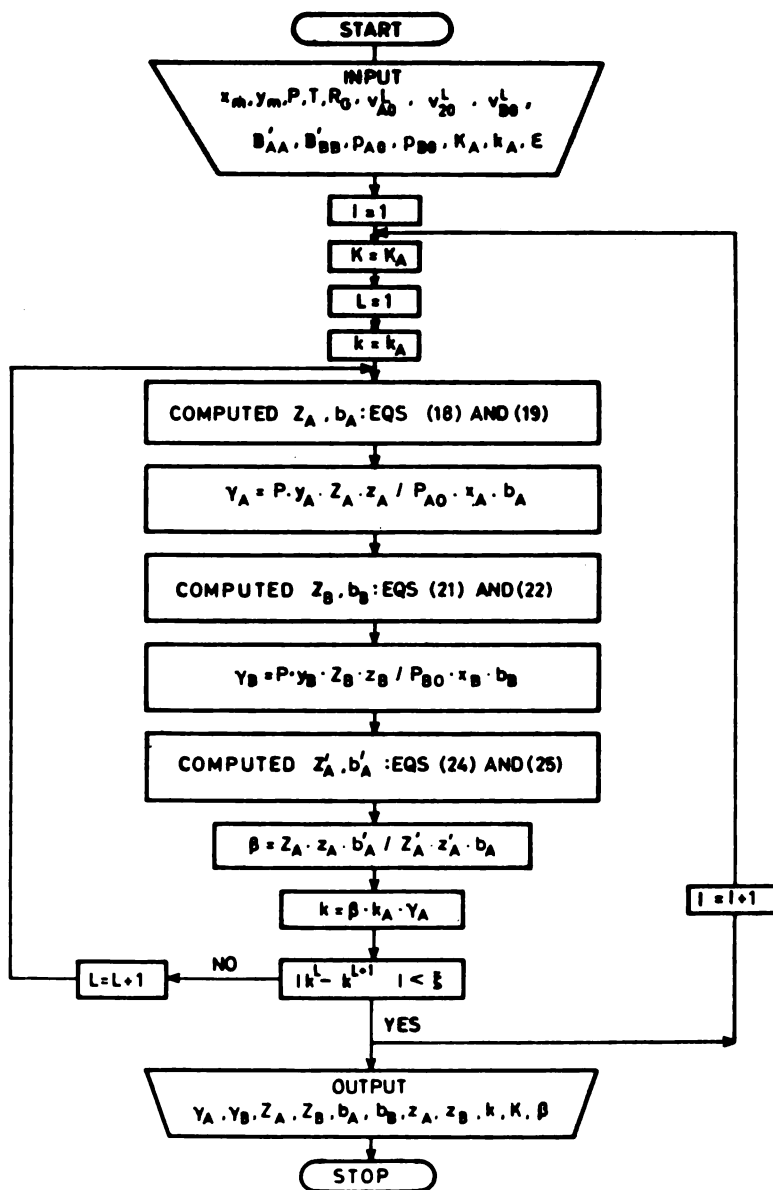 START
INPUT
x_m, y_m, P, T, R_G, v^L_A0, v^L_20, v^L_B0,
B'_AA, B'_BB, p_A0, p_B0, K_A, k_A, E
I = 1
K = K_A
L = 1
k = k_A
COMPUTED Z_A, b_A: EQS (18) AND (19)
γ_A = P·y_A·Z_A·z_A / P_A0·x_A·b_A
COMPUTED Z_B, b_B: EQS (21) AND (22)
γ_B = P·y_B·Z_B·z_B / P_B0·x_B·b_B
COMPUTED Z'_A, b'_A: EQS (24) AND (25)
β = Z_A·z_A·b'_A / Z'_A·z'_A·b_A
k = β·k_A·γ_A
I = I+1
L = L+1
NO
|k^L - k^L+1 | < ξ
YES
OUTPUT
γ_A, γ_B, Z_A, Z_B, b_A, b_B, z_A, z_B, k, K, β
STOP